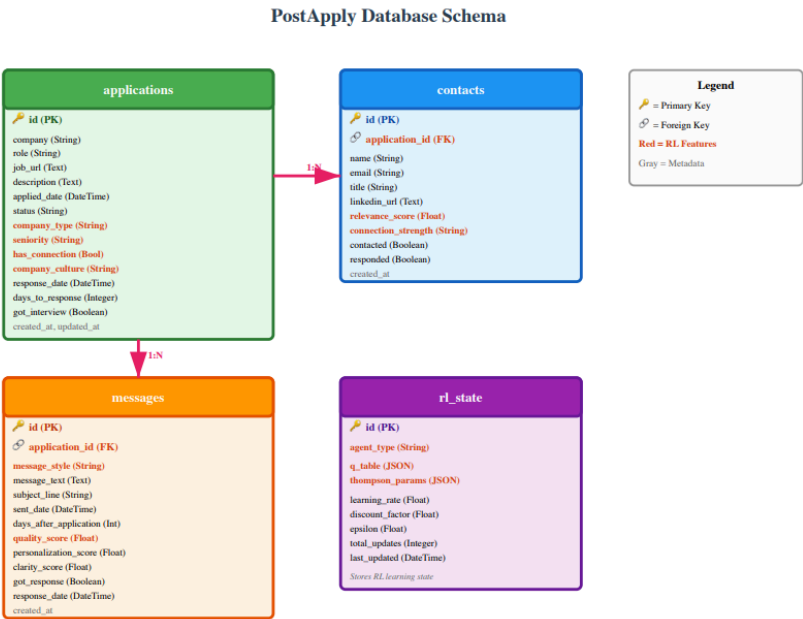 PostApply Database Schema
applications
🔑 id (PK)
company (String)
role (String)
job_url (Text)
description (Text)
applied_date (DateTime)
status (String)
company_type (String)
seniority (String)
has_connection (Bool)
company_culture (String)
response_date (DateTime)
days_to_response (Integer)
got_interview (Boolean)
created_at, updated_at
1:N
contacts
🔑 id (PK)
🔗 application_id (FK)
name (String)
email (String)
title (String)
linkedin_url (Text)
relevance_score (Float)
connection_strength (String)
contacted (Boolean)
responded (Boolean)
created_at
Legend
🔑 = Primary Key
🔗 = Foreign Key
Red = RL Features
Gray = Metadata
1:N
messages
🔑 id (PK)
🔗 application_id (FK)
message_style (String)
message_text (Text)
subject_line (String)
sent_date (DateTime)
days_after_application (Int)
quality_score (Float)
personalization_score (Float)
clarity_score (Float)
got_response (Boolean)
response_date (DateTime)
created_at
rl_state
🔑 id (PK)
agent_type (String)
q_table (JSON)
thompson_params (JSON)
learning_rate (Float)
discount_factor (Float)
epsilon (Float)
total_updates (Integer)
last_updated (DateTime)
Stores RL learning state